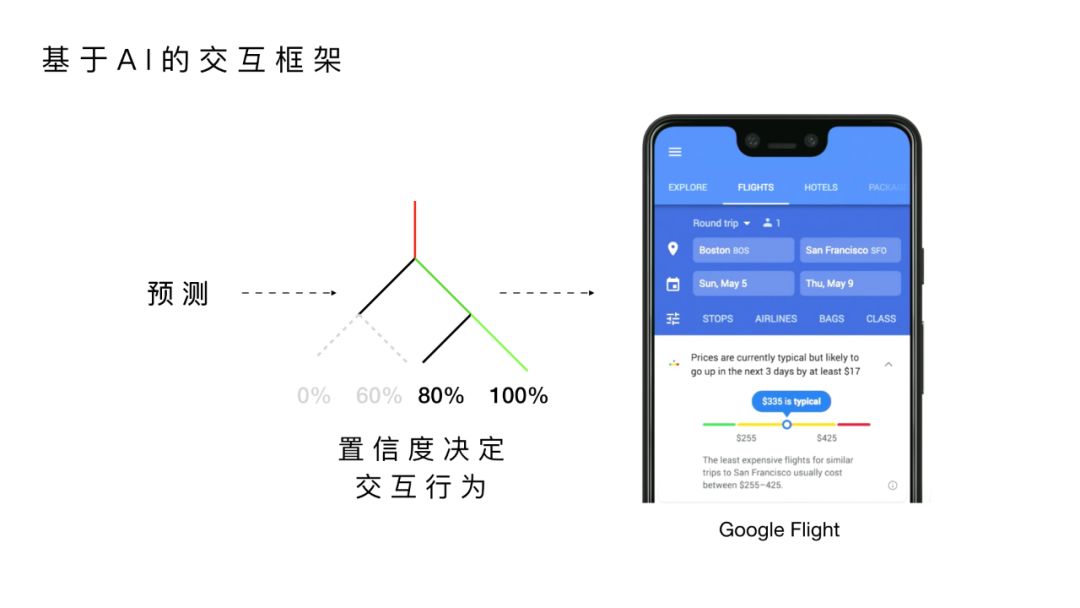 基于AI的交互框架
预测
0% 60% 80% 100%
置信度决定
交互行为
EXPLORE FLIGHTS HOTELS PACKAG
Round trip 1
Boston BOS San Francisco SFO
Sun, May 5 Thu, May 9
STOPS AIRLINES BAGS CLASS
Prices are currently typical but likely to
go up in the next 3 days by at least $17
$335 is typical
$255 $425
The least expensive flights for similar
trips to San Francisco usually cost
between $255–425.
Google Flight